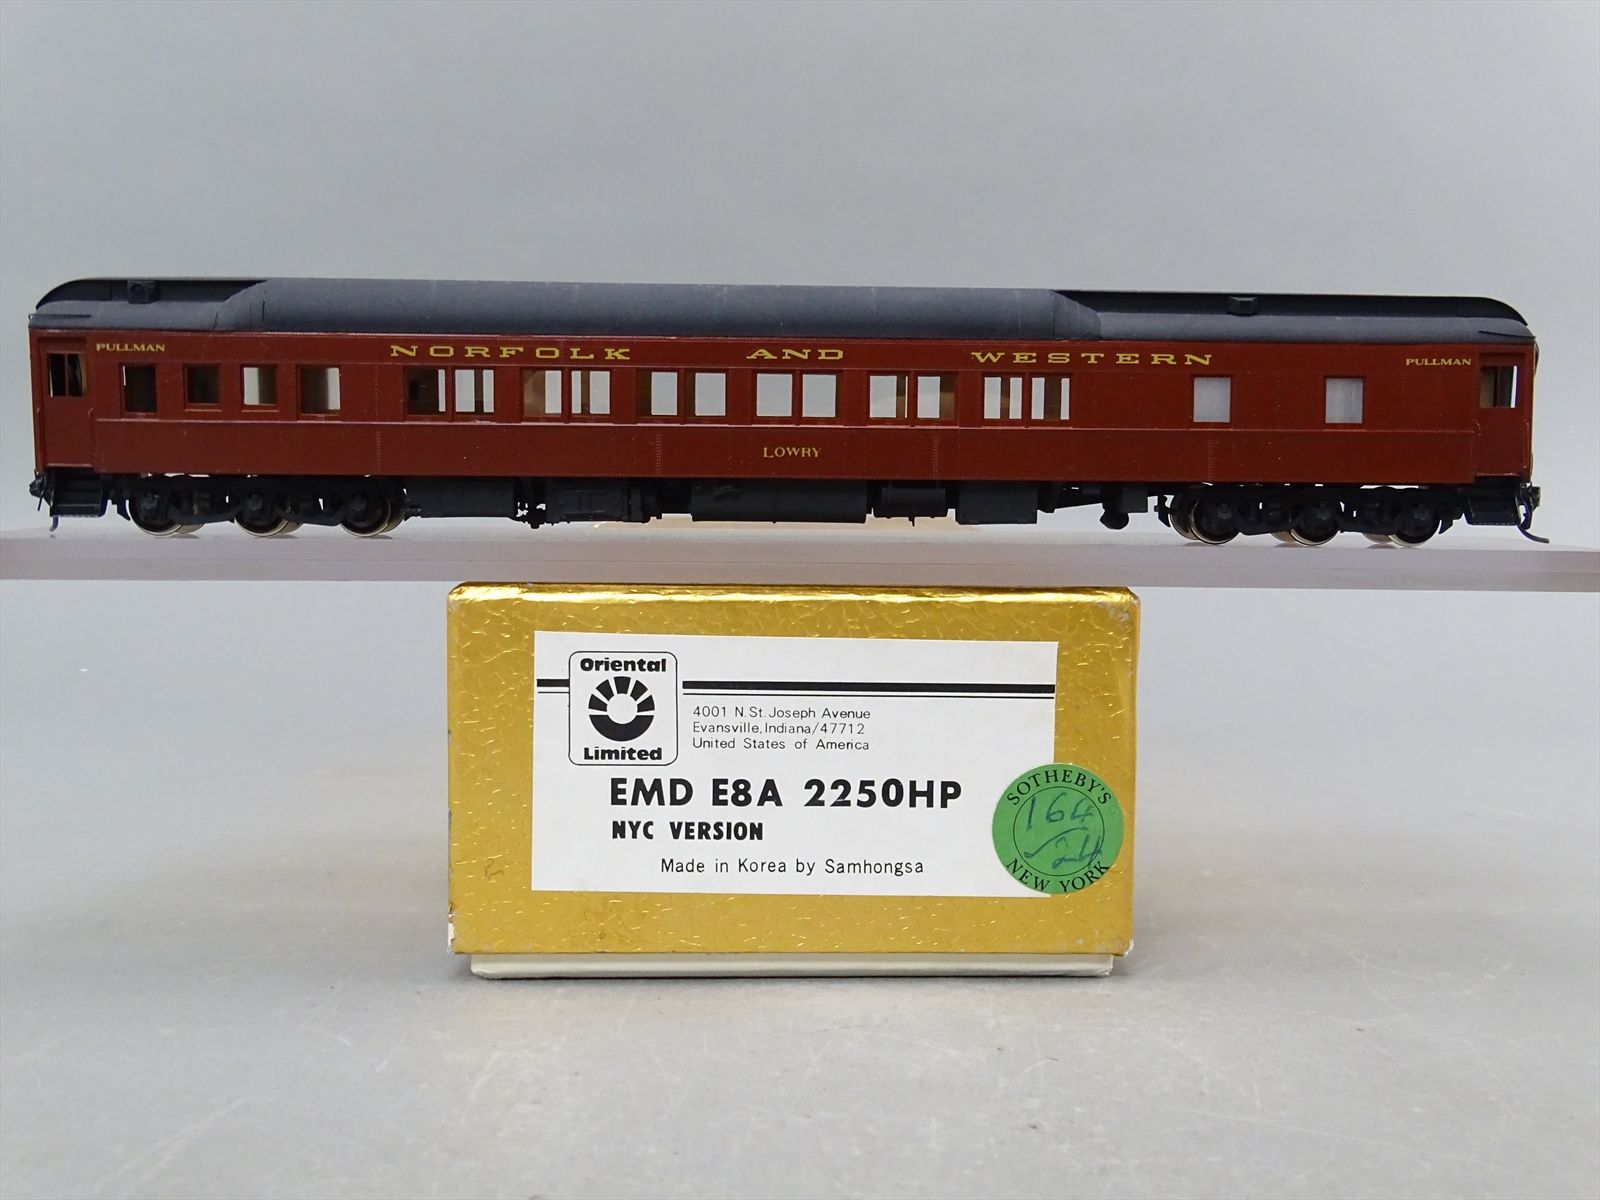 PULLMAN
NORFOLK AND WESTERN
PULLMAN
LOWRY
Oriental
Limited
4001 N.St.Joseph Avenue
Evansville,Indiana/47712
United States of America
EMD E8A 2250HP
NYC VERSION
Made in Korea by Samhongsa
SOTHEBY'S
164
24
NEW YORK